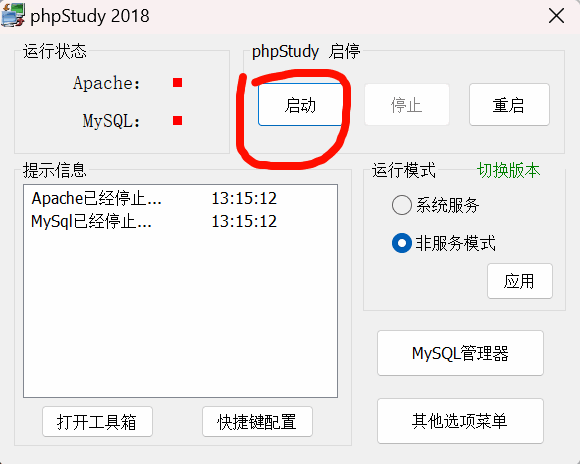 phpStudy 2018
运行状态
Apache:
MySQL:
phpStudy 启停
启动
停止
重启
提示信息
Apache已经停止... 13:15:12
MySql已经停止... 13:15:12
运行模式 切换版本
系统服务
非服务模式
应用
MySQL管理器
打开工具箱
快捷键配置
其他选项菜单